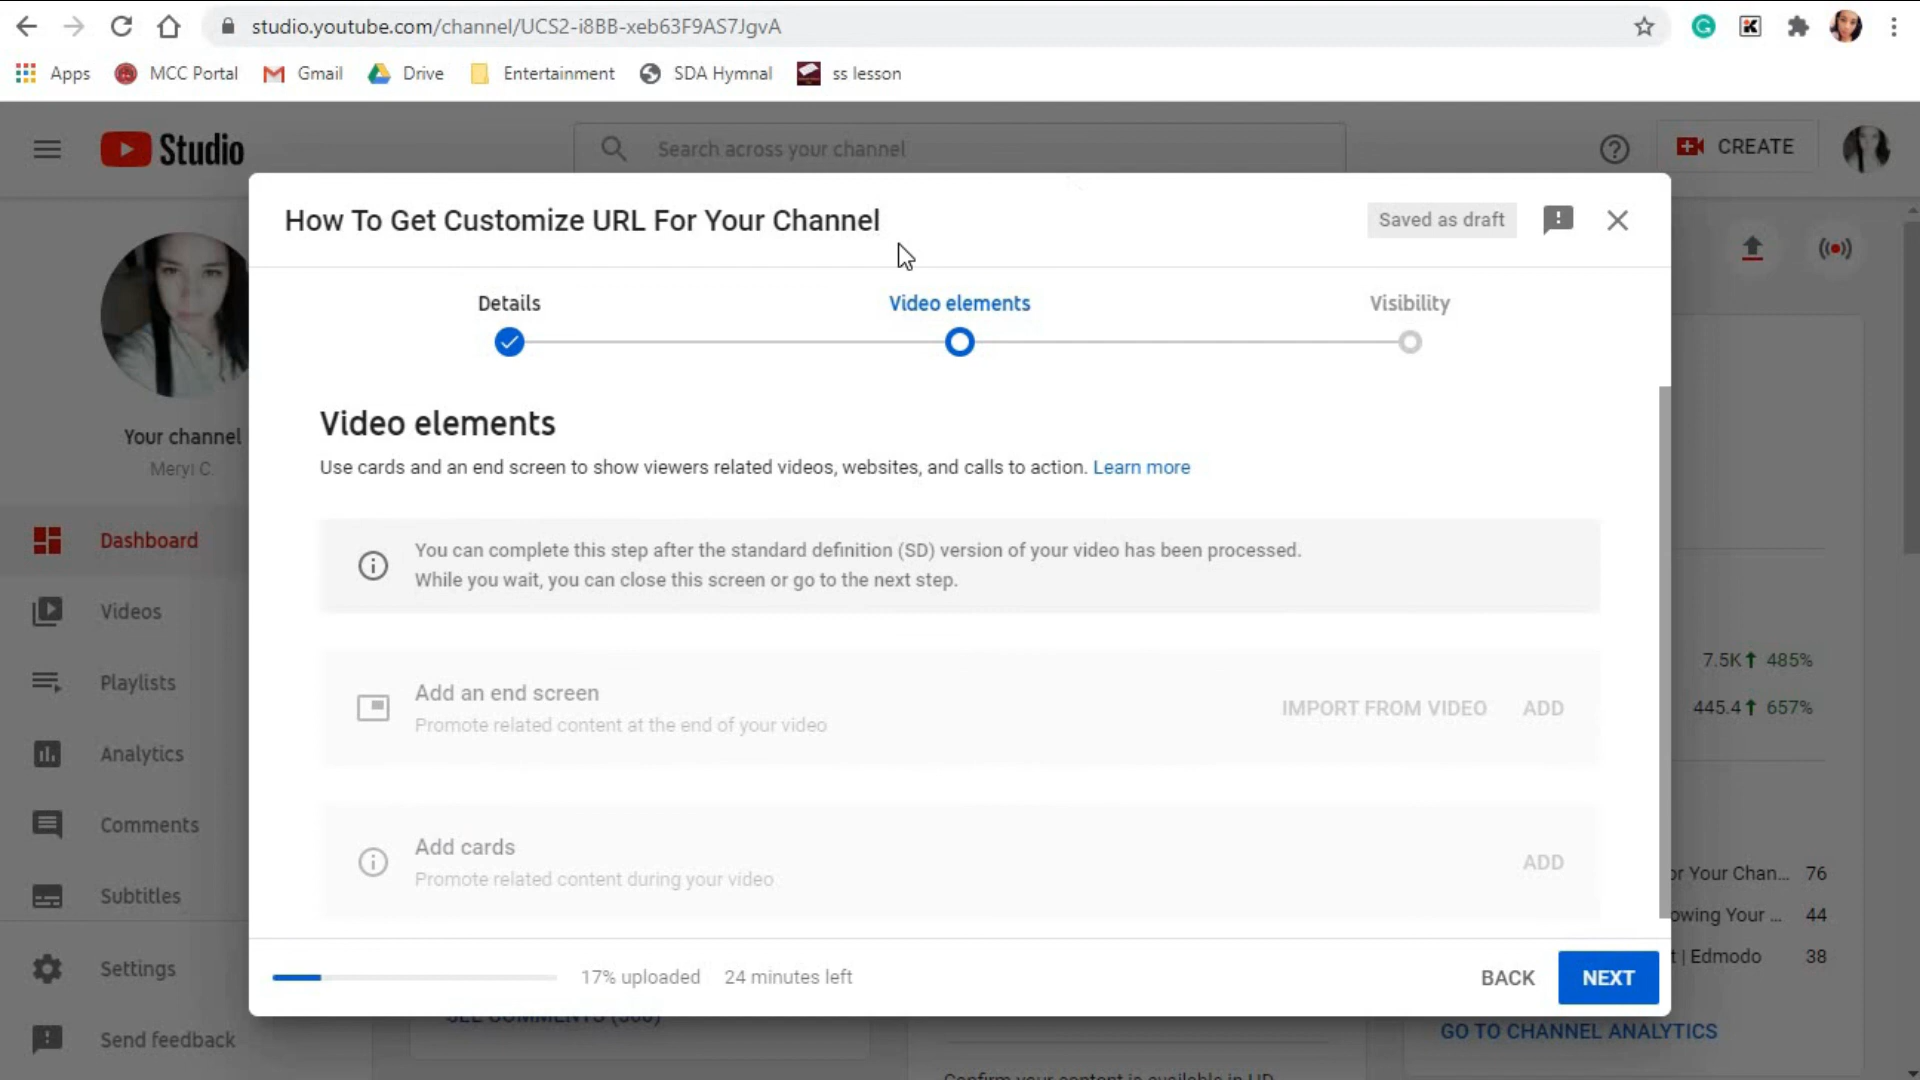 studio.youtube.com/channel/UCS2-i8BB-xeb63F9AS7JgvA
Apps
MCC Portal
Gmail
Drive
Entertainment
SDA Hymnal
ss lesson
Studio
Search across your channel
CREATE
How To Get Customize URL For Your Channel
Saved as draft
Details
Video elements
Visibility
Your channel
Meryl C.
Dashboard
Videos
Playlists
Analytics
Comments
Subtitles
Settings
Send feedback
Video elements
Use cards and an end screen to show viewers related videos, websites, and calls to action. Learn more
You can complete this step after the standard definition (SD) version of your video has been processed.
While you wait, you can close this screen or go to the next step.
Add an end screen
Promote related content at the end of your video
IMPORT FROM VIDEO
ADD
Add cards
Promote related content during your video
ADD
17% uploaded
24 minutes left
BACK
NEXT
7.5K 485%
445.4 657%
or Your Chan... 76
owing Your ... 44
t | Edmodo 38
GO TO CHANNEL ANALYTICS